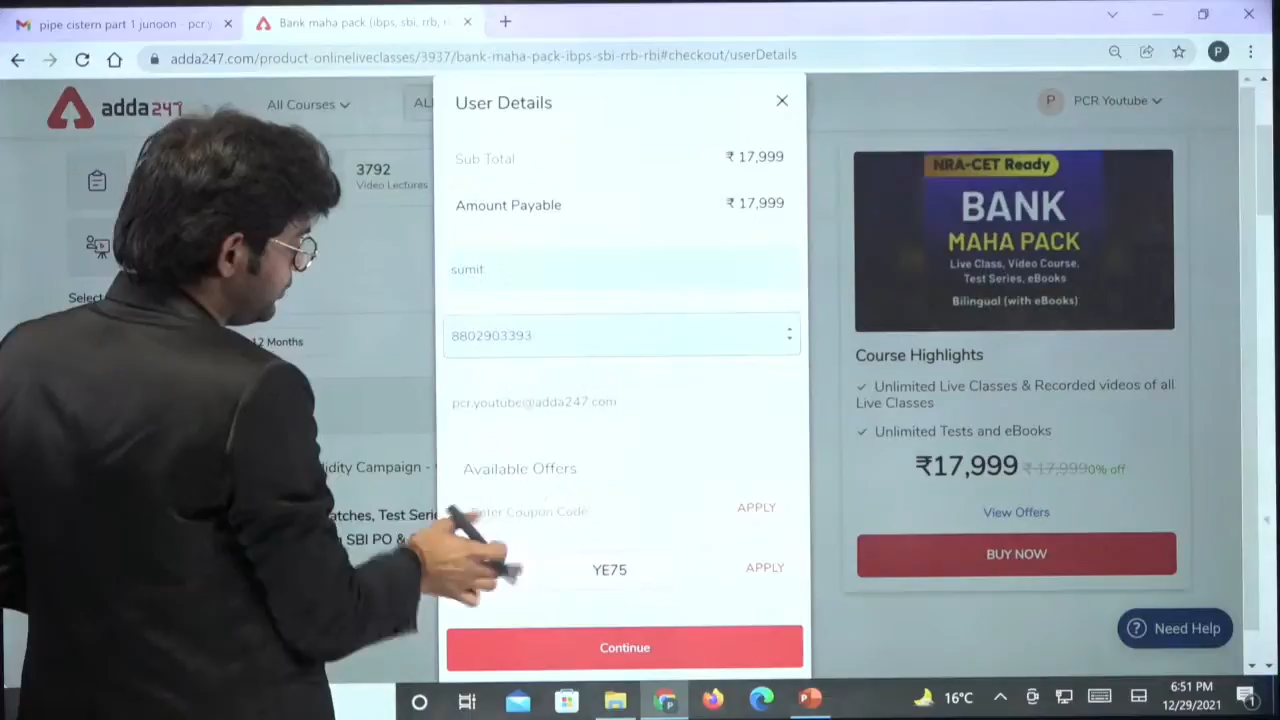 pipe cistern part 1 junoon - pcr.y
Bank maha pack (ibps, sbi, rrb, r
adda247.com/product-onlineliveclasses/3937/bank-maha-pack-ibps-sbi-rrb-rbi#checkout/userDetails
P
adda247
All Courses
ALL
P
PCR Youtube
3792
Video Lectures
Select
12 Months
idity Campaign -
atches, Test Serie
SBI PO &
User Details
Sub Total
₹ 17,999
Amount Payable
₹ 17,999
sumit
8802903393
pcr.youtube@adda247.com
Available Offers
Enter Coupon Code
APPLY
YE75
APPLY
Continue
NRA-CET Ready
BANK
MAHA PACK
Live Class, Video Course,
Test Series, eBooks
Bilingual (with eBooks)
Course Highlights
Unlimited Live Classes & Recorded videos of all
Live Classes
Unlimited Tests and eBooks
₹17,999 ₹ 17,999 0% off
View Offers
BUY NOW
Need Help
16°C
6:51 PM
12/29/2021
1